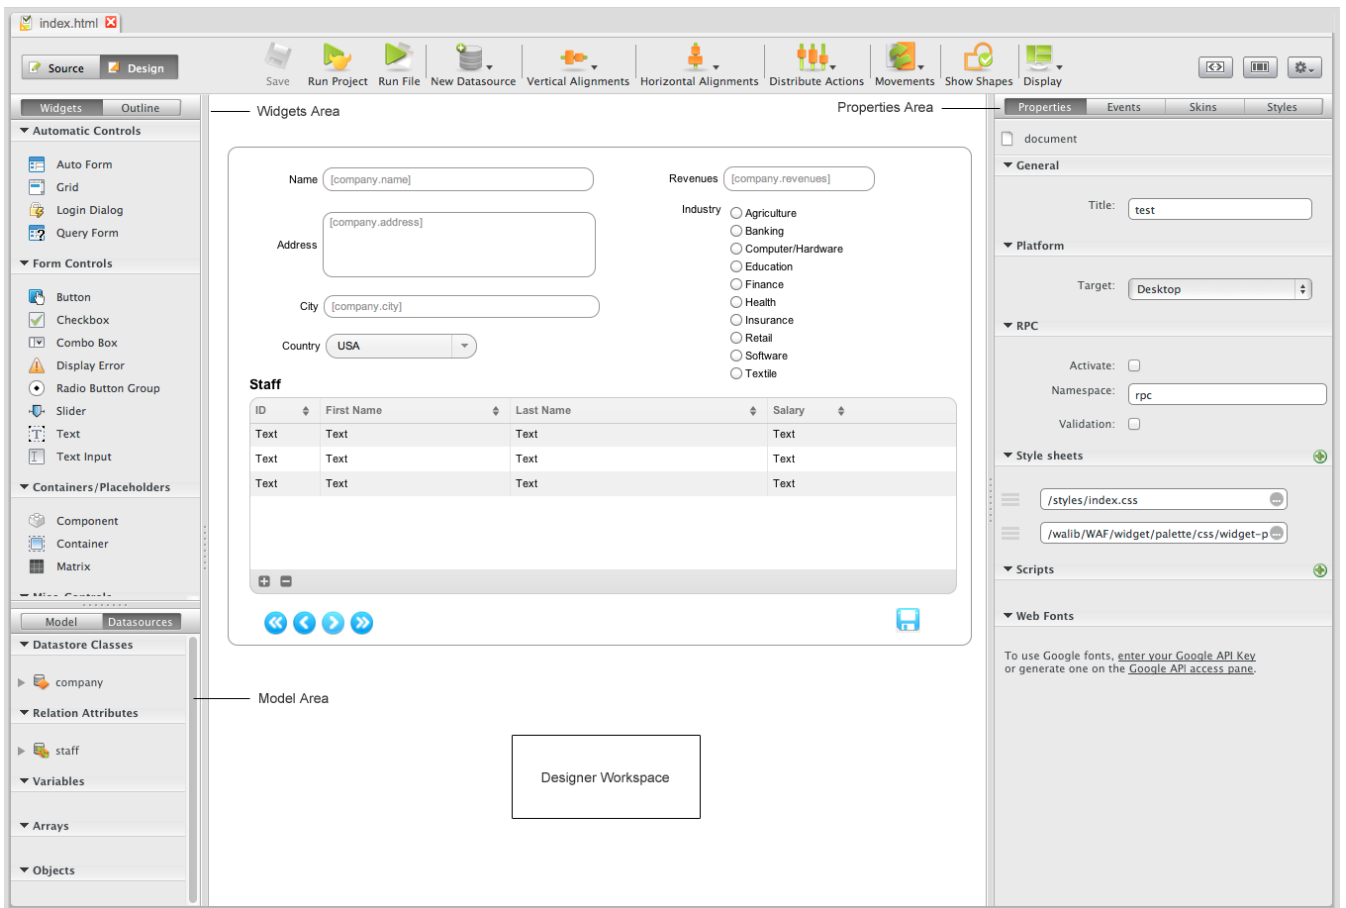 index.html
Source
Design
Save
Run Project
Run File
New Datasource
Vertical Alignments
Horizontal Alignments
Distribute Actions
Movements
Show Shapes
Display
Widgets
Outline
Automatic Controls
Auto Form
Grid
Login Dialog
Query Form
Form Controls
Button
Checkbox
Combo Box
Display Error
Radio Button Group
Slider
Text
Text Input
Containers/Placeholders
Component
Container
Matrix
Misc Controls
Model
Datasources
Datastore Classes
company
Relation Attributes
staff
Variables
Arrays
Objects
Widgets Area
Properties Area
Name
[company.name]
Address
[company.address]
City
[company.city]
Country
USA
Revenues
[company.revenues]
Industry
Agriculture
Banking
Computer/Hardware
Education
Finance
Health
Insurance
Retail
Software
Textile
Staff
ID First Name Last Name Salary
Text Text Text Text
Text Text Text Text
Text Text Text Text
Model Area
Designer Workspace
Properties
Events
Skins
Styles
document
General
Title:
test
Platform
Target:
Desktop
RPC
Activate:
Namespace:
rpc
Validation:
Style sheets
/styles/index.css
/walib/WAF/widget/palette/css/widget-p
Scripts
Web Fonts
To use Google fonts, enter your Google API Key
or generate one on the Google API access pane.